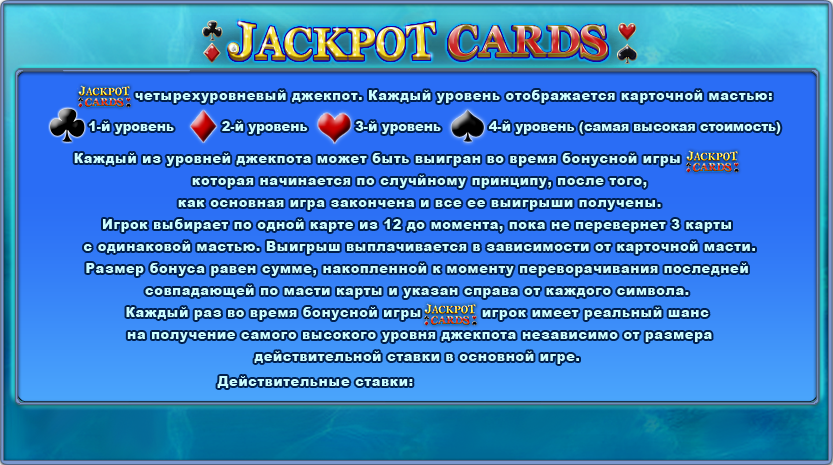 JACKPOT CARDS
JACKPOT CARDS четырехуровневый джекпот. Каждый уровень отображается карточной мастью:
1-й уровень 2-й уровень 3-й уровень 4-й уровень (самая высокая стоимость)
Каждый из уровней джекпота может быть выигран во время бонусной игры JACKPOT CARDS
которая начинается по случйному принципу, после того,
как основная игра закончена и все ее выигрыши получены.
Игрок выбирает по одной карте из 12 до момента, пока не перевернет 3 карты
с одинаковой мастью. Выигрыш выплачивается в зависимости от карточной масти.
Размер бонуса равен сумме, накопленной к моменту переворачивания последней
совпадающей по масти карты и указан справа от каждого символа.
Каждый раз во время бонусной игры JACKPOT CARDS игрок имеет реальный шанс
на получение самого высокого уровня джекпота независимо от размера
действительной ставки в основной игре.
Действительные ставки: